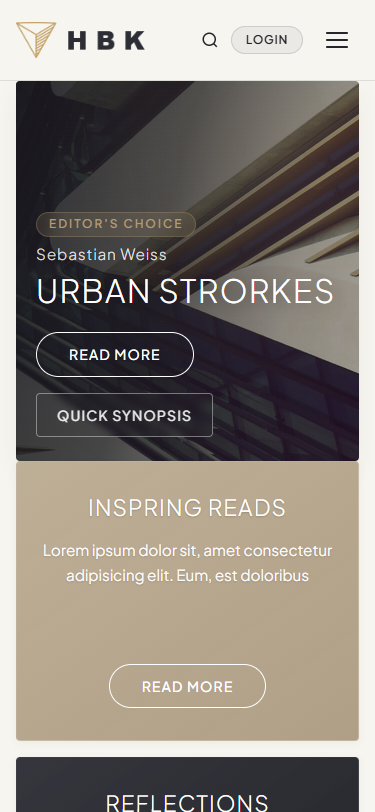 HBK
LOGIN
EDITOR'S CHOICE
Sebastian Weiss
URBAN STRORKES
READ MORE
QUICK SYNOPSIS
INSPRING READS
Lorem ipsum dolor sit, amet consectetur
adipisicing elit. Eum, est doloribus
READ MORE
REFLECTIONS